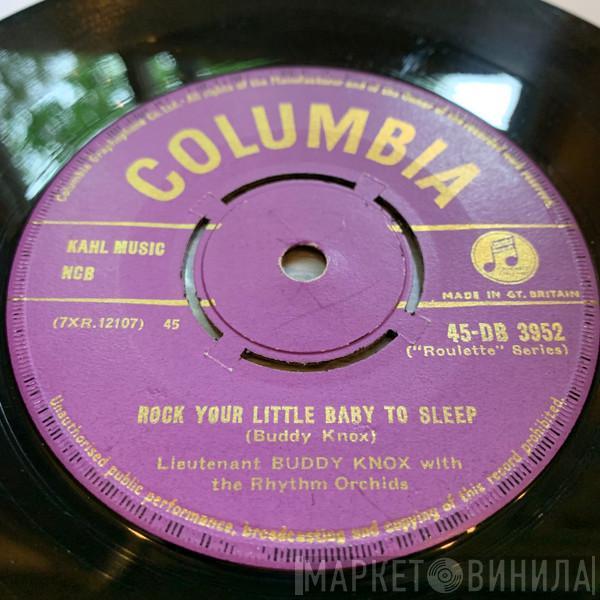 Columbia Graphophone Co. Ltd. - All rights of the Manufacturer and of the Owner of the recorded work reserved.
COLUMBIA
KAHL MUSIC
NCB
MADE IN GT. BRITAIN
(7XR.12107) 45
45-DB 3952
("Roulette" Series)
ROCK YOUR LITTLE BABY TO SLEEP
(Buddy Knox)
Lieutenant BUDDY KNOX with
the Rhythm Orchids
Unauthorised public performance, broadcasting and copying of this record prohibited.
МАРКЕТ ВИНИЛА